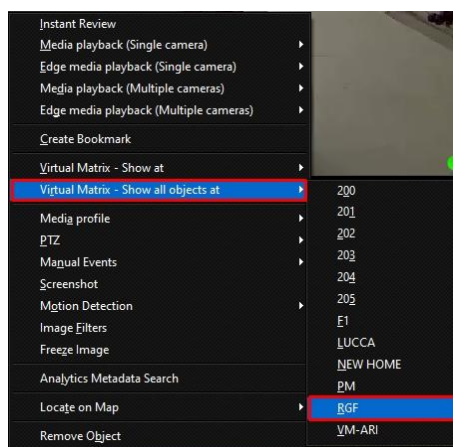 Instant Review
Media playback (Single camera)
Edge media playback (Single camera)
Media playback (Multiple cameras)
Edge media playback (Multiple cameras)
Create Bookmark
Virtual Matrix - Show at
Virtual Matrix - Show all objects at
Media profile
PTZ
Manual Events
Screenshot
Motion Detection
Image Filters
Freeze Image
Analytics Metadata Search
Locate on Map
Remove Object
200
201
202
203
204
205
F1
LUCCA
NEW HOME
PM
RGF
VM-ARI